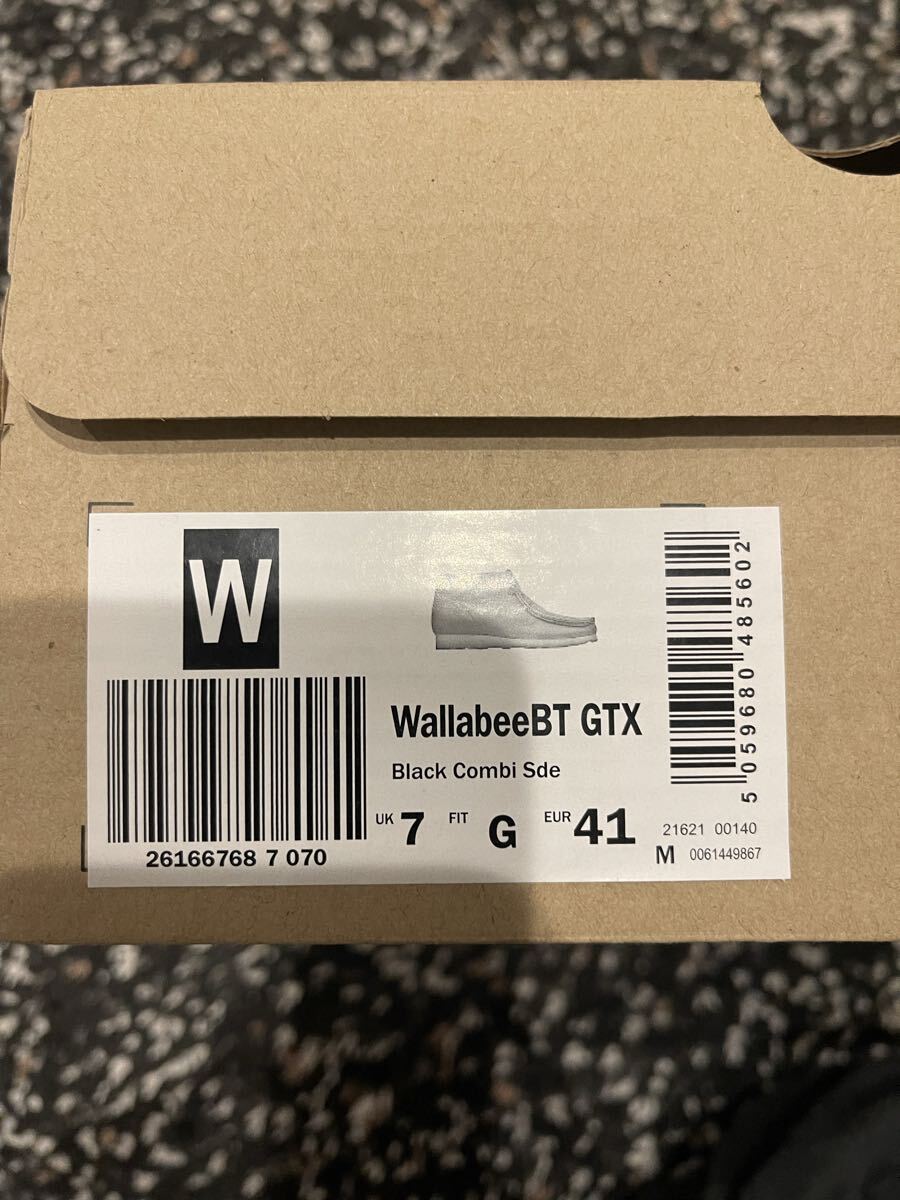 W
26166768 7 070
WallabeeBT GTX
Black Combi Sde
UK 7 FIT G EUR 41
5 059680 485602
21621 00140
M 0061449867